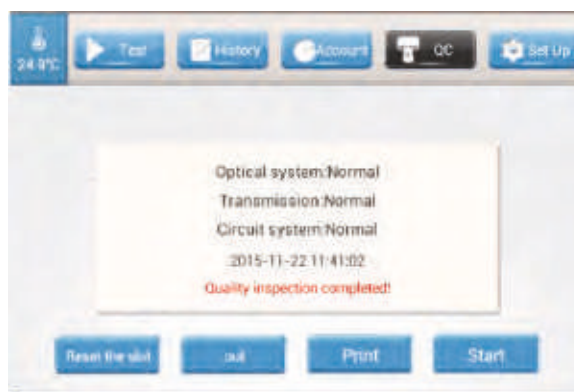 24.9°C Test History Account QC Set Up
Optical system:Normal
Transmission:Normal
Circuit system:Normal
2015-11-22 11:41:02
Quality inspection completed!
Reset the slot out Print Start